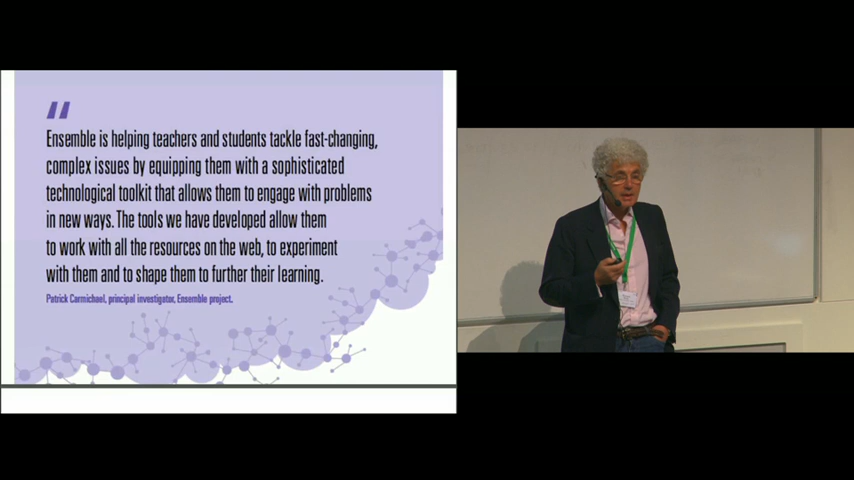 "
Ensemble is helping teachers and students tackle fast-changing,
complex issues by equipping them with a sophisticated
technological toolkit that allows them to engage with problems
in new ways. The tools we have developed allow them
to work with all the resources on the web, to experiment
with them and to shape them to further their learning.
Patrick Carmichael, principal investigator, Ensemble project.